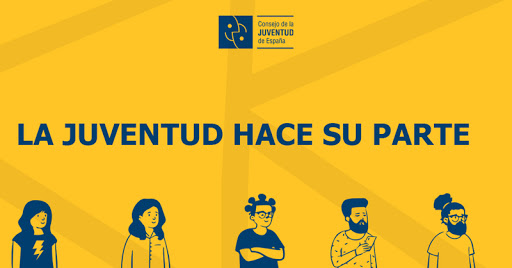 Consejo de la
JUVENTUD
de España
LA JUVENTUD HACE SU PARTE